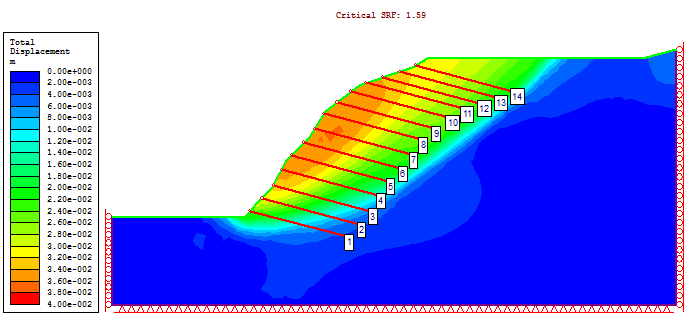 Critical SRF: 1.59
Total
Displacement
m
0.00e+000
2.00e-003
4.00e-003
6.00e-003
8.00e-003
1.00e-002
1.20e-002
1.40e-002
1.60e-002
1.80e-002
2.00e-002
2.20e-002
2.40e-002
2.60e-002
2.80e-002
3.00e-002
3.20e-002
3.40e-002
3.60e-002
3.80e-002
4.00e-002
14
13
12
11
10
9
8
7
6
5
4
3
2
1